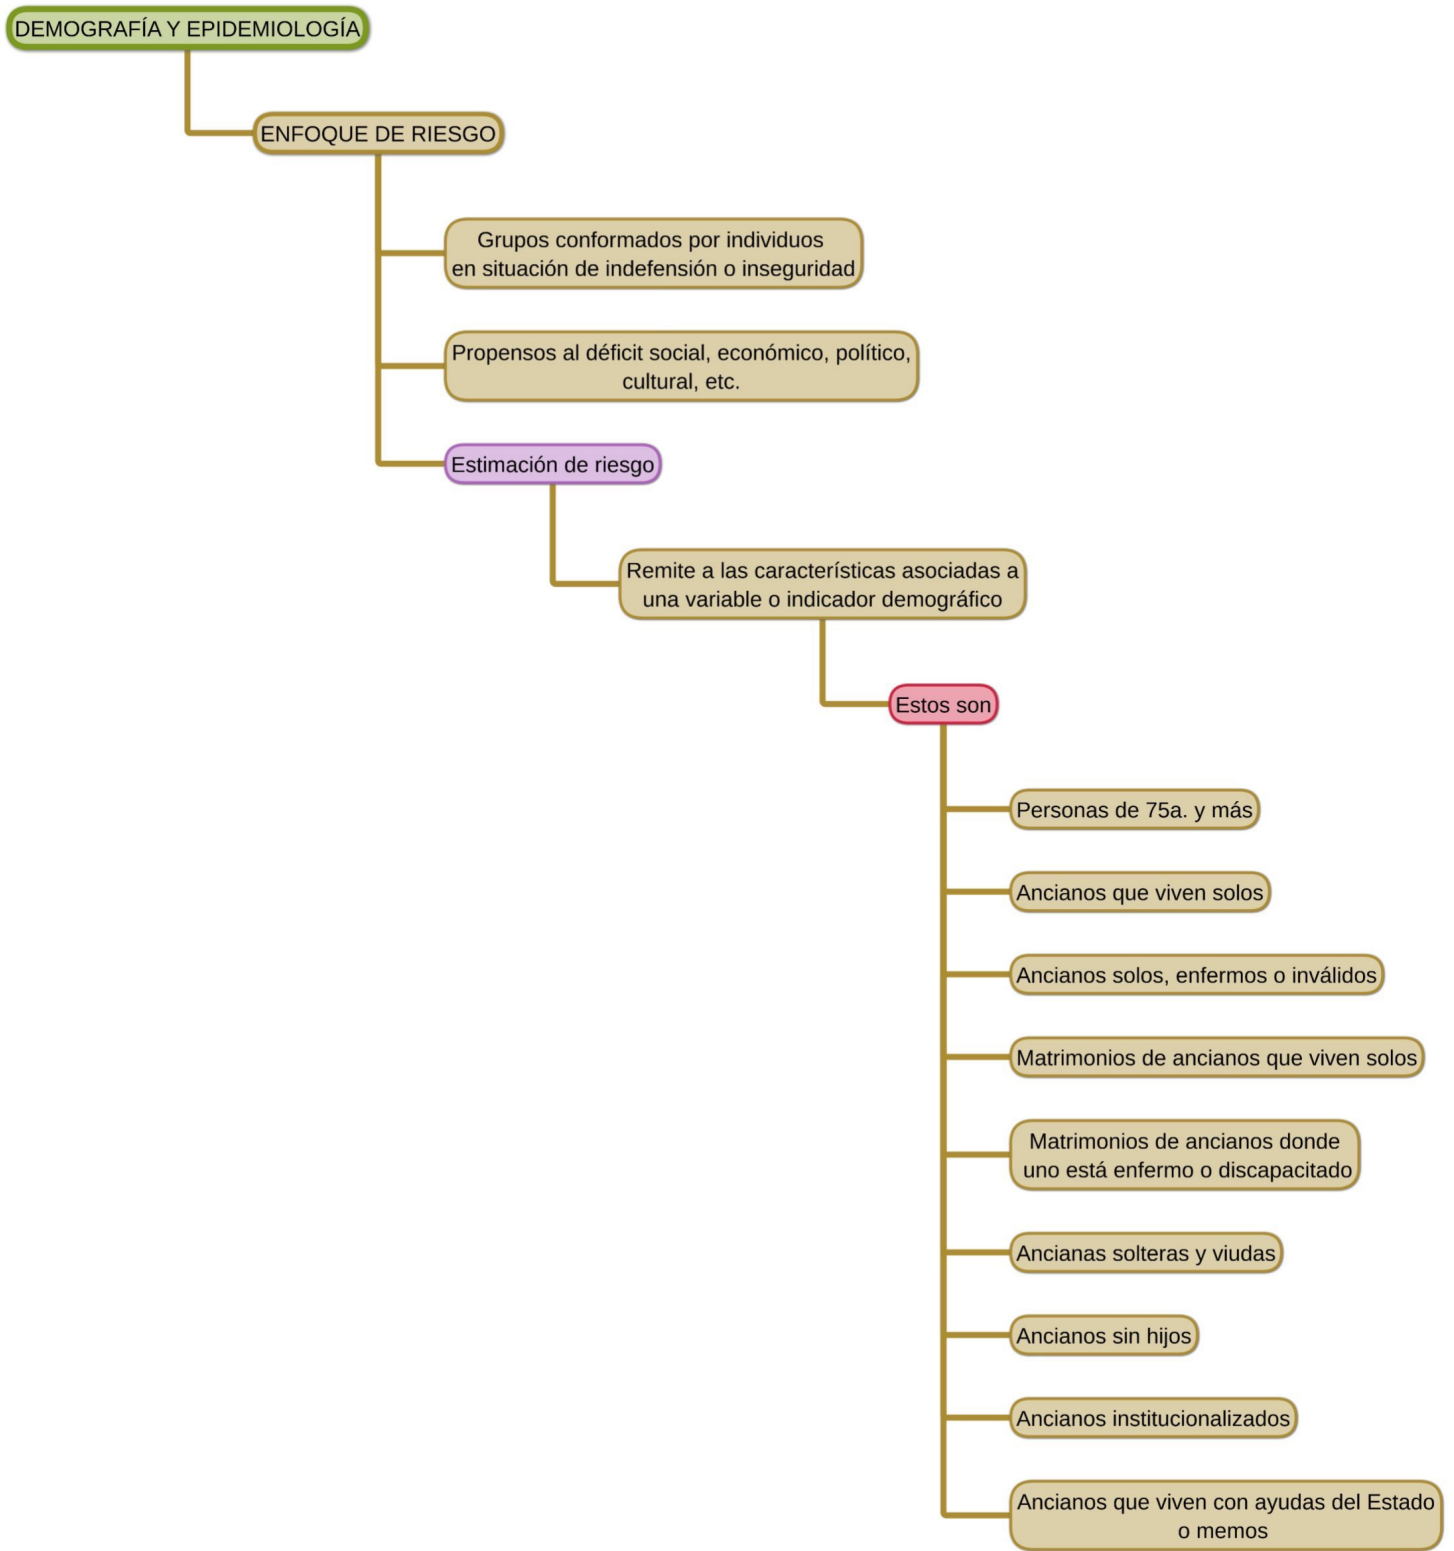 DEMOGRAFÍA Y EPIDEMIOLOGÍA
ENFOQUE DE RIESGO
Grupos conformados por individuos
en situación de indefensión o inseguridad
Propensos al déficit social, económico, político,
cultural, etc.
Estimación de riesgo
Remite a las características asociadas a
una variable o indicador demográfico
Estos son
Personas de 75a. y más
Ancianos que viven solos
Ancianos solos, enfermos o inválidos
Matrimonios de ancianos que viven solos
Matrimonios de ancianos donde
uno está enfermo o discapacitado
Ancianas solteras y viudas
Ancianos sin hijos
Ancianos institucionalizados
Ancianos que viven con ayudas del Estado
o memos